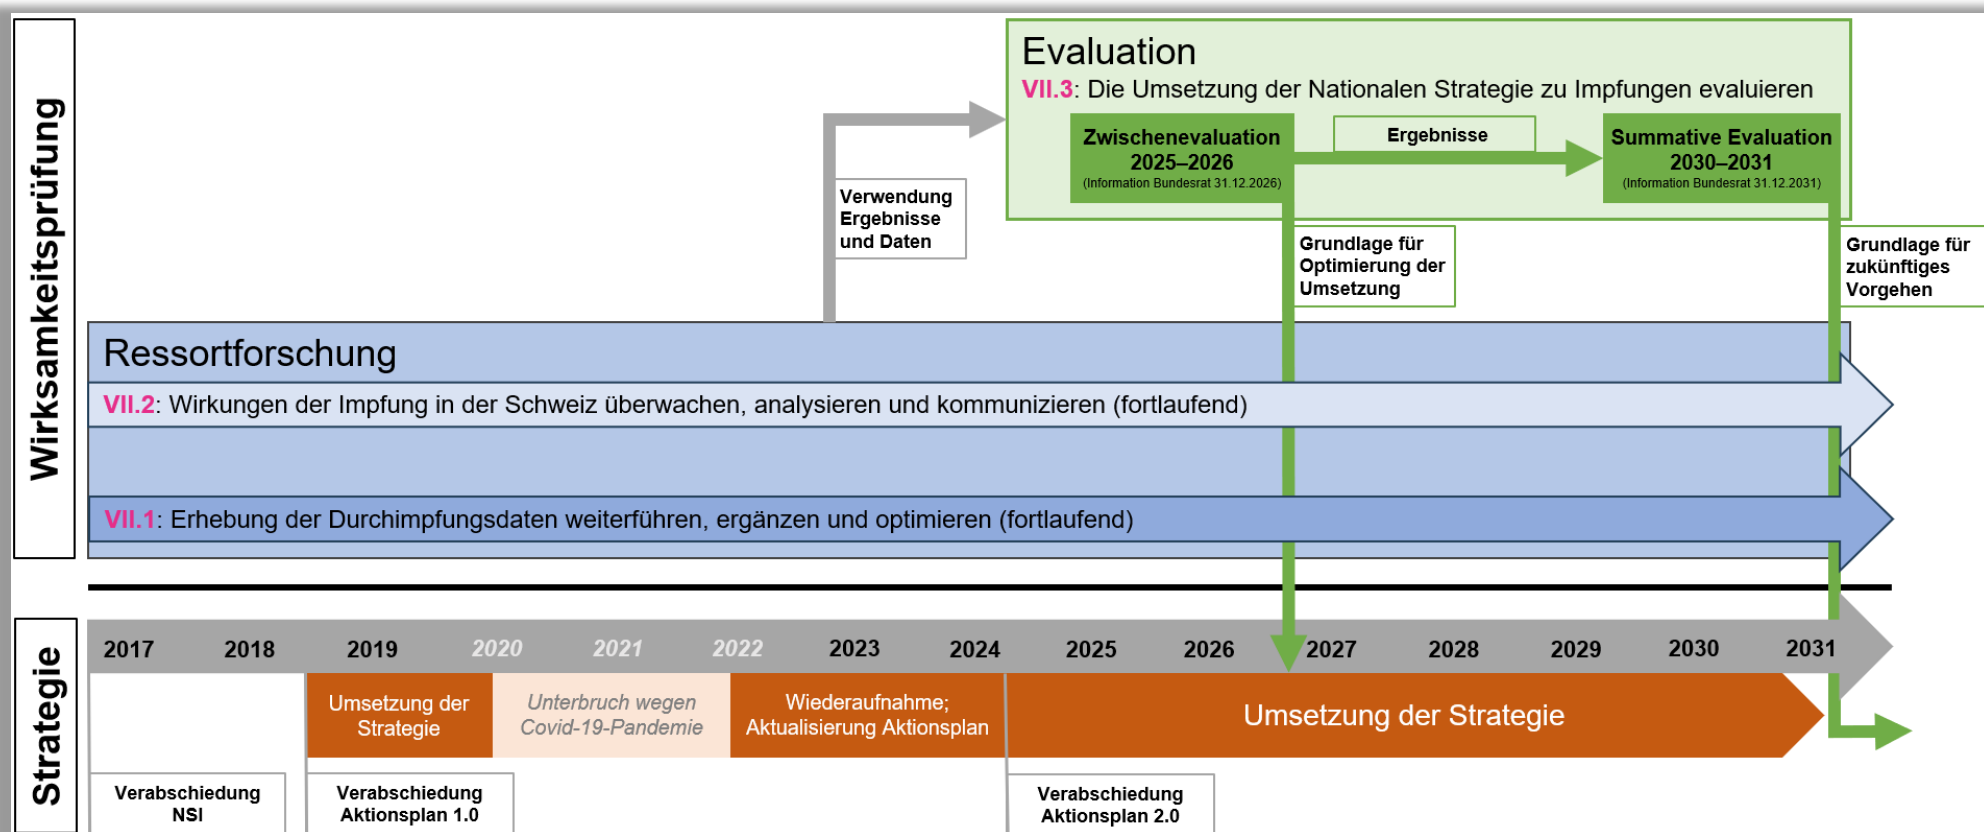 Wirksamkeitsprüfung
Evaluation
VII.3: Die Umsetzung der Nationalen Strategie zu Impfungen evaluieren
Zwischenevaluation
2025–2026
(Information Bundesrat 31.12.2026)
Ergebnisse
Summative Evaluation
2030–2031
(Information Bundesrat 31.12.2031)
Verwendung
Ergebnisse
und Daten
Grundlage für
Optimierung der
Umsetzung
Grundlage für
zukünftiges
Vorgehen
Ressortforschung
VII.2: Wirkungen der Impfung in der Schweiz überwachen, analysieren und kommunizieren (fortlaufend)
VII.1: Erhebung der Durchimpfungsdaten weiterführen, ergänzen und optimieren (fortlaufend)
Strategie
2017 2018 2019 2020 2021 2022 2023 2024 2025 2026 2027 2028 2029 2030 2031
Umsetzung der
Strategie
Unterbruch wegen
Covid-19-Pandemie
Wiederaufnahme;
Aktualisierung Aktionsplan
Umsetzung der Strategie
Verabschiedung
NSI
Verabschiedung
Aktionsplan 1.0
Verabschiedung
Aktionsplan 2.0